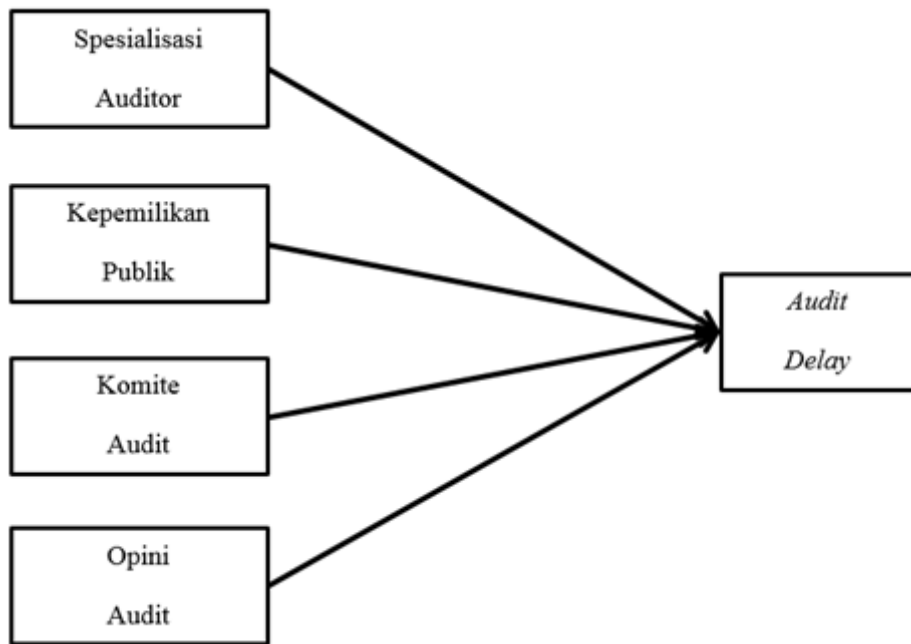 Spesialisasi
Auditor
Kepemilikan
Publik
Komite
Audit
Opini
Audit
Audit
Delay